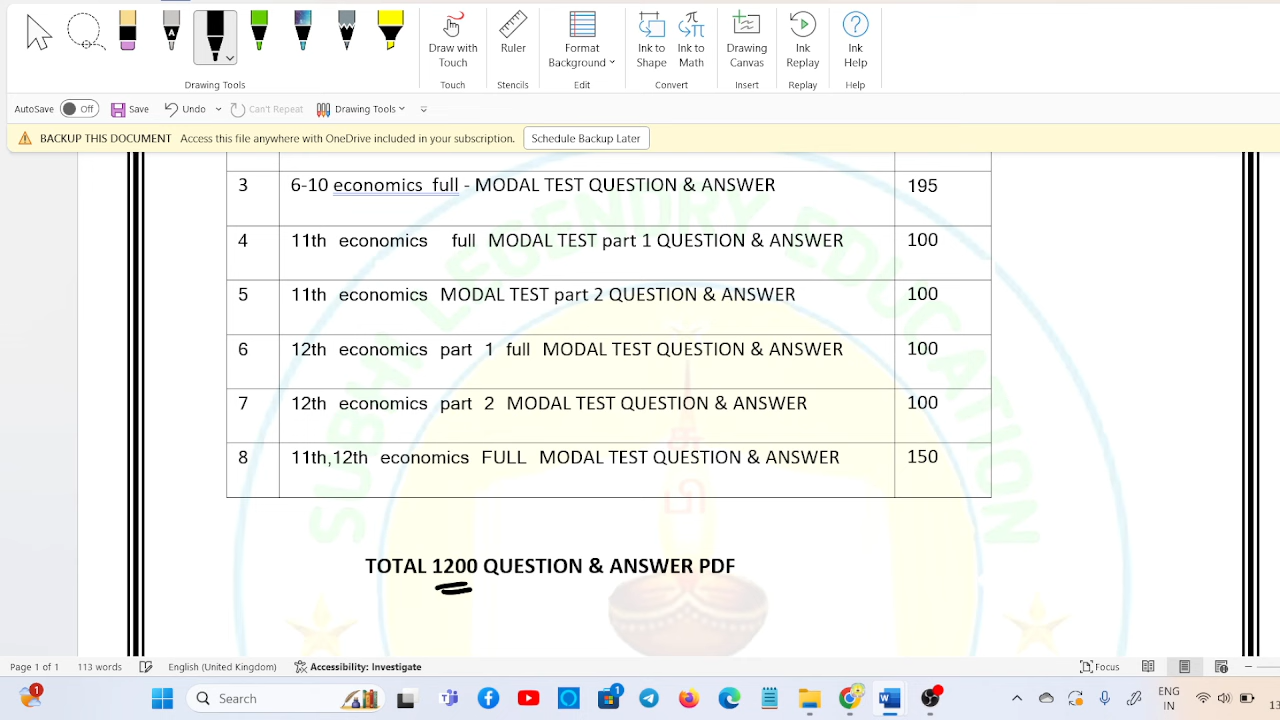 Draw with Touch
Ruler
Format Background
Ink to Shape
Ink to Math
Drawing Canvas
Ink Replay
Ink Help
Drawing Tools
Touch
Stencils
Edit
Convert
Insert
Replay
Help
AutoSave Off Save Undo Can't Repeat Drawing Tools
BACKUP THIS DOCUMENT Access this file anywhere with OneDrive included in your subscription. Schedule Backup Later
3 6-10 economics full - MODAL TEST QUESTION & ANSWER 195
4 11th economics full MODAL TEST part 1 QUESTION & ANSWER 100
5 11th economics MODAL TEST part 2 QUESTION & ANSWER 100
6 12th economics part 1 full MODAL TEST QUESTION & ANSWER 100
7 12th economics part 2 MODAL TEST QUESTION & ANSWER 100
8 11th,12th economics FULL MODAL TEST QUESTION & ANSWER 150
SUBHI LEGENDRY EDUCATION
TOTAL 1200 QUESTION & ANSWER PDF
Page 1 of 1 113 words English (United Kingdom) Accessibility: Investigate Focus
1 Search 1 ENG
IN